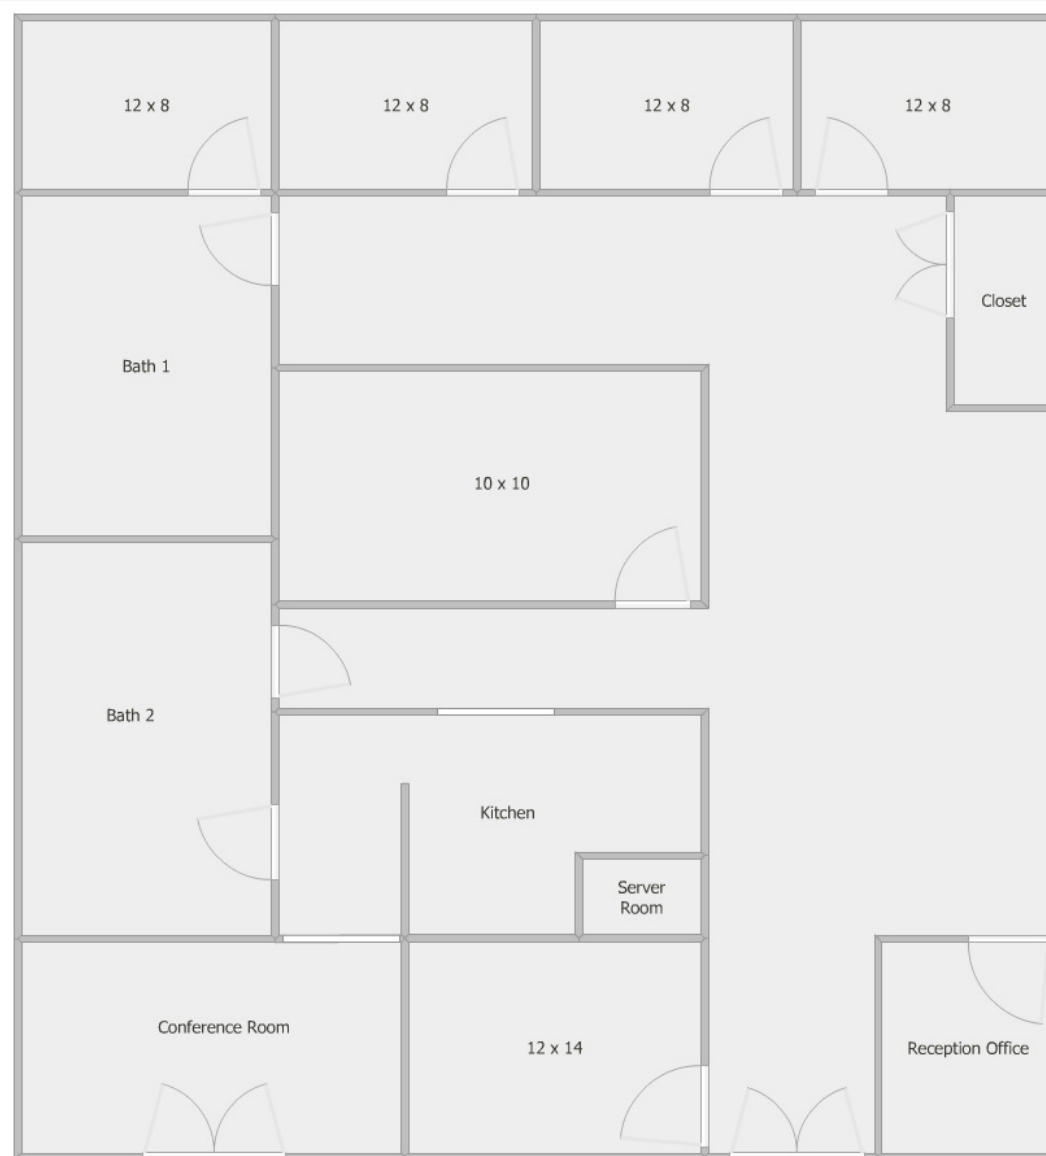 12 x 8
12 x 8
12 x 8
12 x 8
Closet
Bath 1
10 x 10
Bath 2
Kitchen
Server
Room
Conference Room
12 x 14
Reception Office